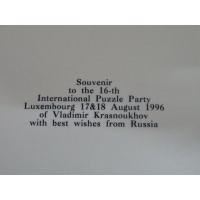 Souvenir
to the 16-th
International Puzzle Party
Luxembourg 17&18 August 1996
of Vladimir Krasnoukhov
with best wishes from Russia